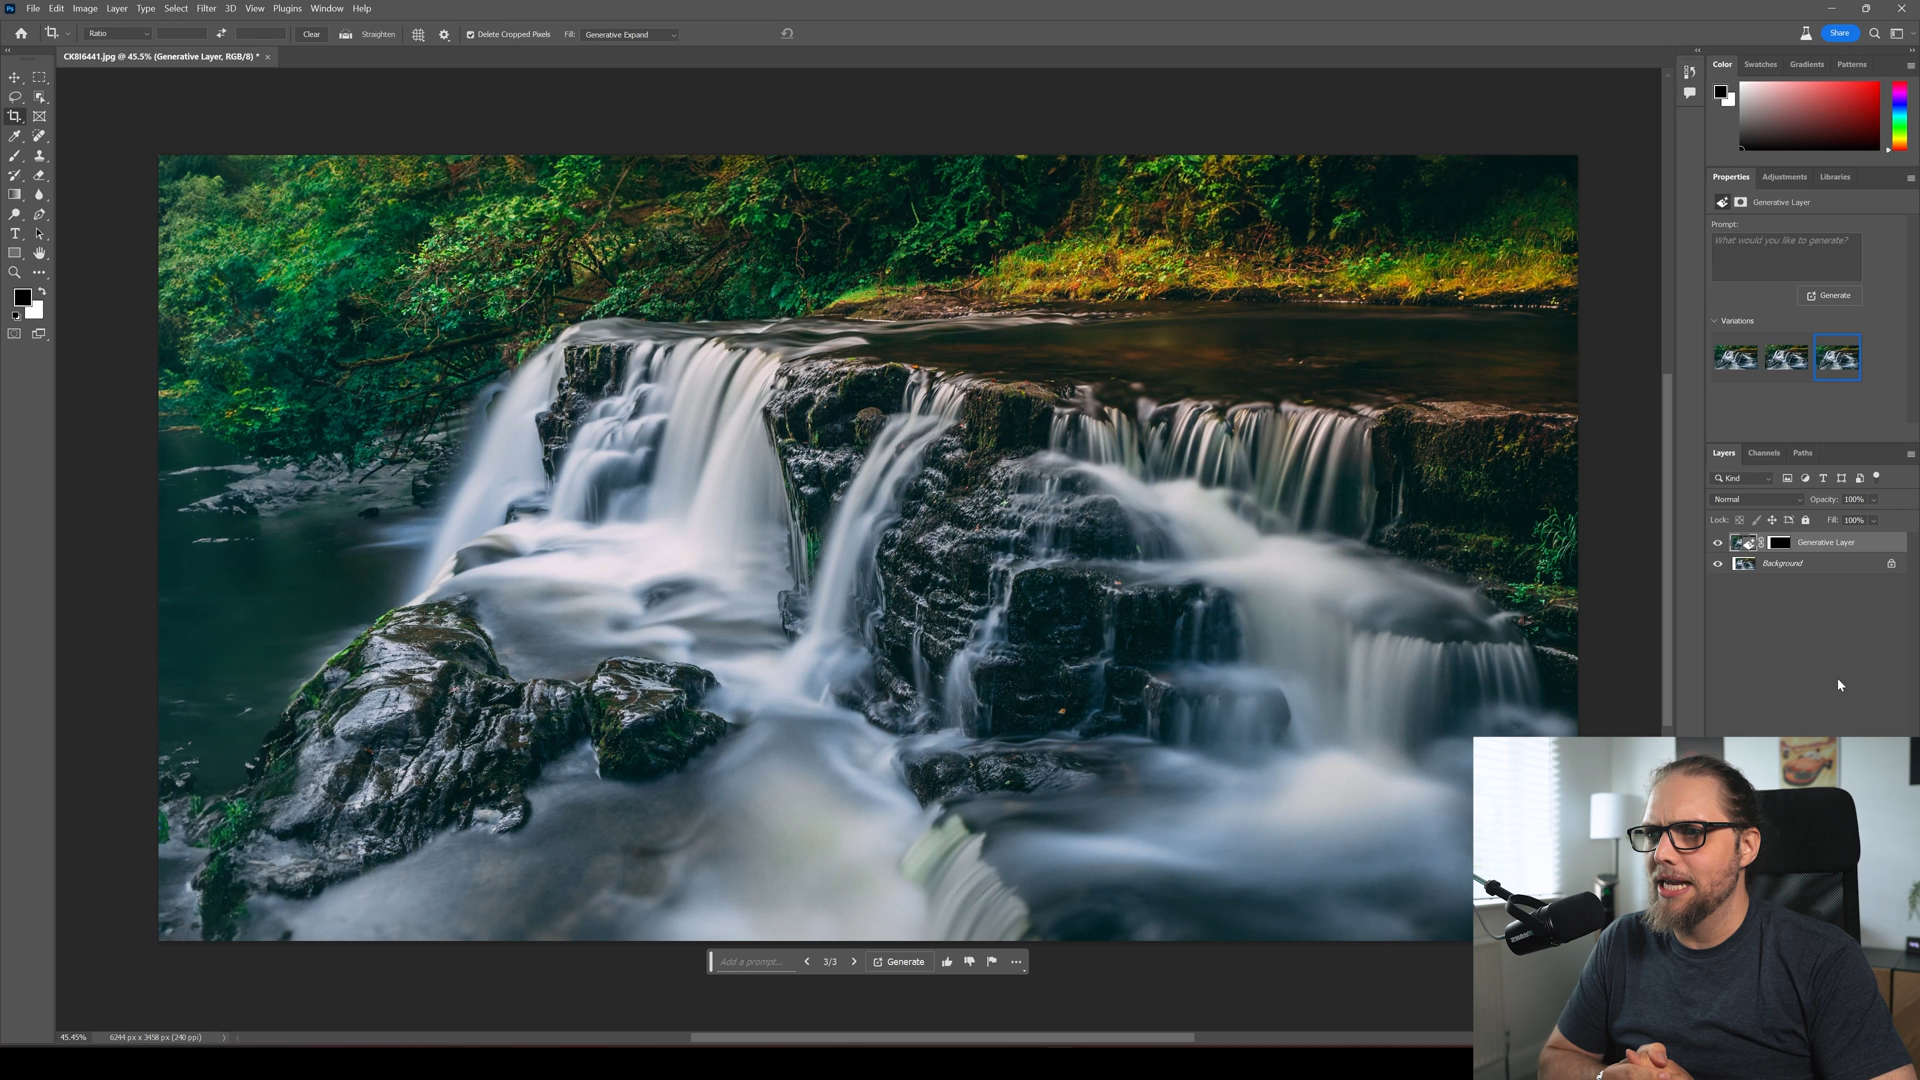 Ps File Edit Image Layer Type Select Filter 3D View Plugins Window Help
Ratio Clear Straighten Delete Cropped Pixels Fill: Generative Expand Share
CK8I6441.jpg @ 45.5% (Generative Layer, RGB/8) * ×
Color Swatches Gradients Patterns
Properties Adjustments Libraries
Generative Layer
Prompt:
What would you like to generate?
Generate
Variations
Layers Channels Paths
Kind
Normal Opacity: 100%
Lock: Fill: 100%
Generative Layer
Background
Add a prompt... 3/3 Generate
45.45% 6244 px x 3458 px (240 ppi)
SHURE